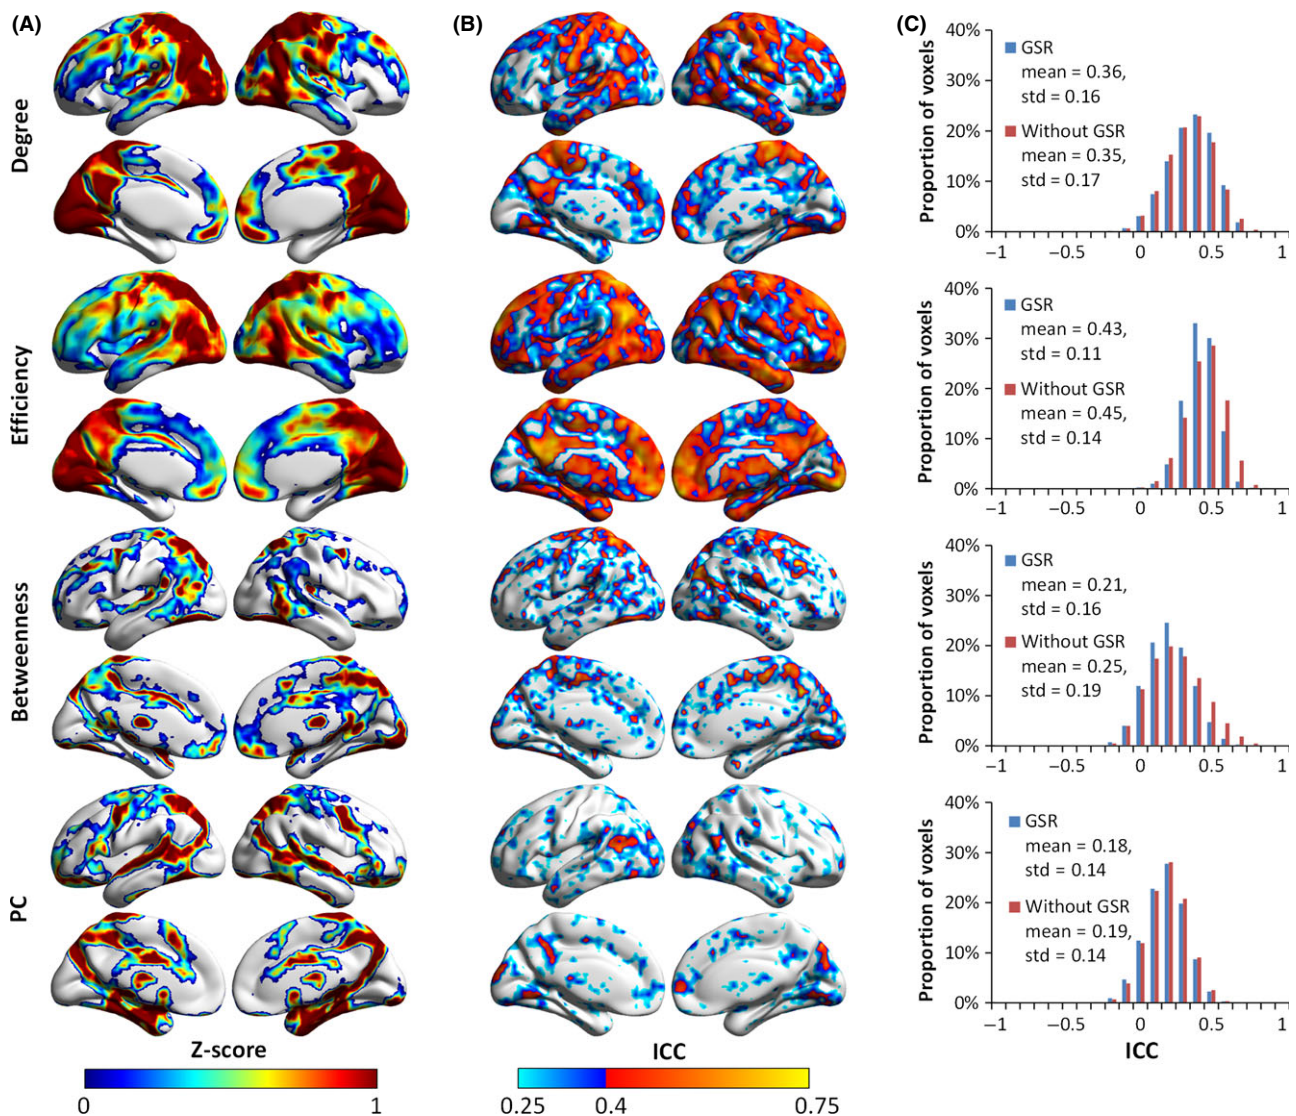 (A)
(B)
(C)
Degree
Efficiency
Betweenness
PC
Z-score
0
1
ICC
0.25
0.4
0.75
Proportion of voxels
40%
30%
20%
10%
0%
GSR
mean = 0.36,
std = 0.16
Without GSR
mean = 0.35,
std = 0.17
−1
−0.5
0
0.5
1
Proportion of voxels
40%
30%
20%
10%
0%
GSR
mean = 0.43,
std = 0.11
Without GSR
mean = 0.45,
std = 0.14
−1
−0.5
0
0.5
1
Proportion of voxels
40%
30%
20%
10%
0%
GSR
mean = 0.21,
std = 0.16
Without GSR
mean = 0.25,
std = 0.19
−1
−0.5
0
0.5
1
Proportion of voxels
40%
30%
20%
10%
0%
GSR
mean = 0.18,
std = 0.14
Without GSR
mean = 0.19,
std = 0.14
−1
−0.5
0
0.5
1
ICC